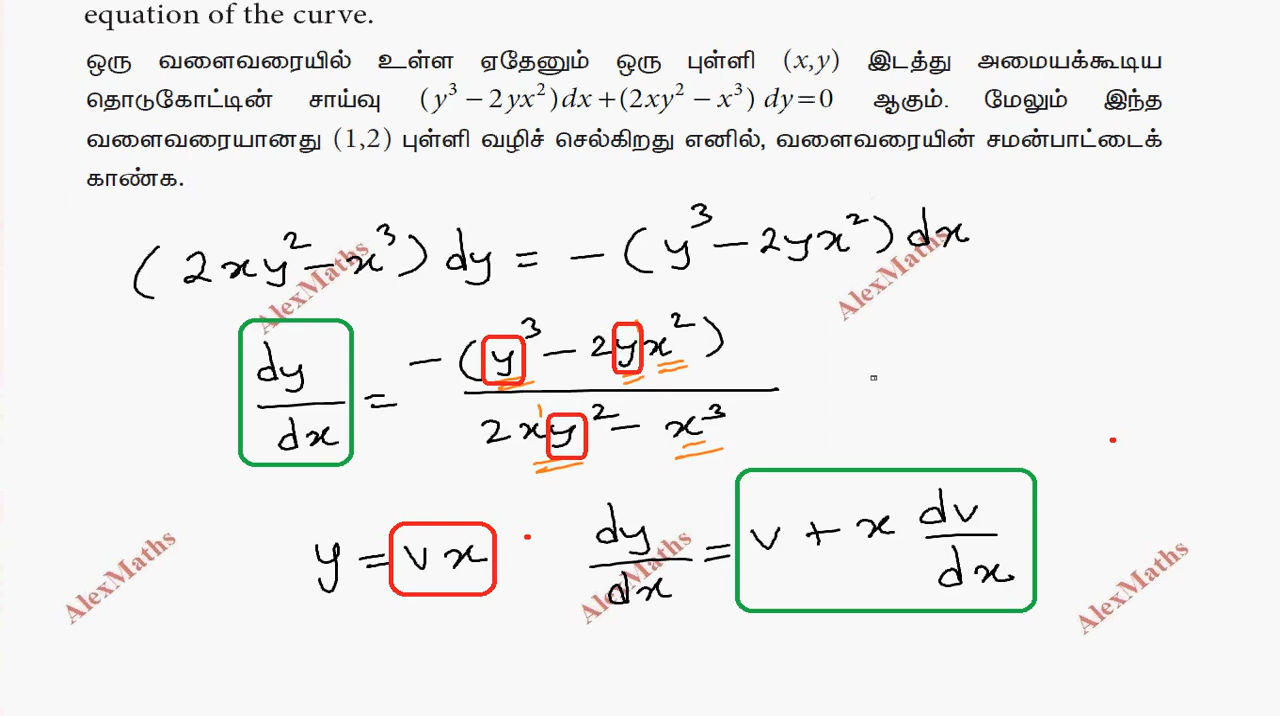 equation of the curve.
ஒரு வளைவரையில் உள்ள ஏதேனும் ஒரு புள்ளி (x,y) இடத்து அமையக்கூடிய
தொடுகோட்டின் சாய்வு (y³ − 2yx²)dx+(2xy² − x³) dy=0 ஆகும். மேலும் இந்த
வளைவரையானது (1,2) புள்ளி வழிச் செல்கிறது எனில், வளைவரையின் சமன்பாட்டைக்
காண்க.
(2xy² − x³) dy = − (y³ − 2yx²) dx
AlexMaths
AlexMaths
dy/dx = −(y³ − 2yx²) / 2x¹y² − x³
y = vx dy/dx = v + x dv/dx
AlexMaths
AlexMaths
AlexMaths